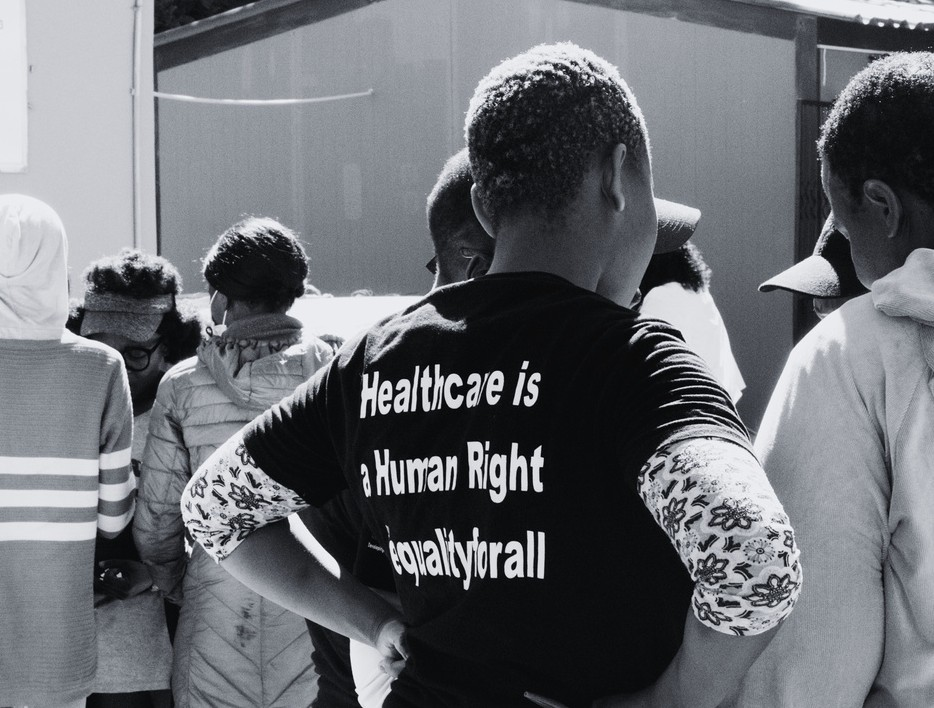 Healthcare is
a Human Right
equalityforall